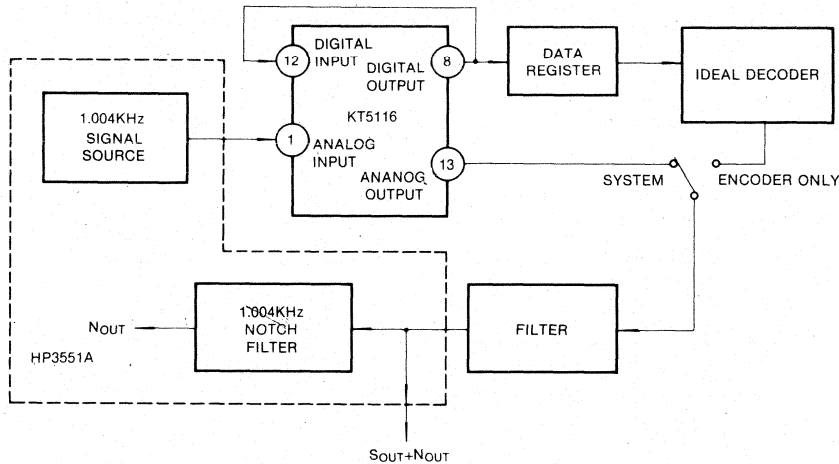 DIGITAL
INPUT
12
DIGITAL
OUTPUT
8
KT5116
1
ANALOG
INPUT
ANANOG
OUTPUT
13
1.004KHz
SIGNAL
SOURCE
DATA
REGISTER
IDEAL DECODER
SYSTEM
ENCODER ONLY
NOUT
HP3551A
1.004KHz
NOTCH
FILTER
FILTER
SOUT+NOUT